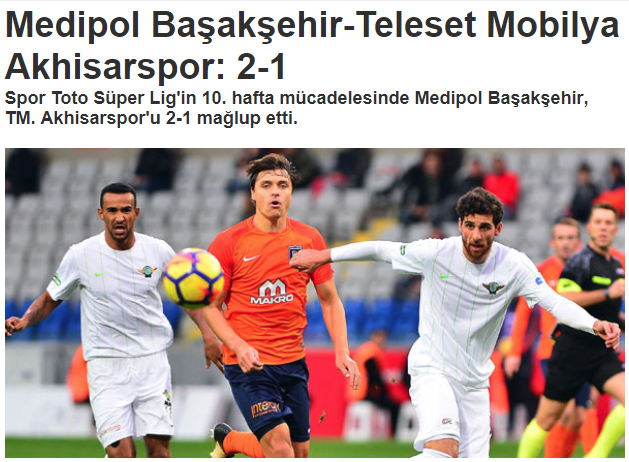 Medipol Başakşehir-Teleset Mobilya
Akhisarspor: 2-1
Spor Toto Süper Lig'in 10. hafta mücadelesinde Medipol Başakşehir,
TM. Akhisarspor'u 2-1 mağlup etti.
MAKRO